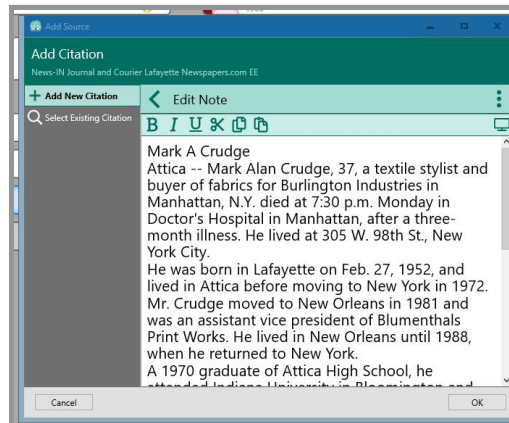 Add Source
Add Citation
News-IN Journal and Courier Lafayette Newspapers.com EE
Add New Citation
Select Existing Citation
Edit Note
B I U
Mark A Crudge
Attica -- Mark Alan Crudge, 37, a textile stylist and
buyer of fabrics for Burlington Industries in
Manhattan, N.Y. died at 7:30 p.m. Monday in
Doctor's Hospital in Manhattan, after a three-
month illness. He lived at 305 W. 98th St., New
York City.
He was born in Lafayette on Feb. 27, 1952, and
lived in Attica before moving to New York in 1972.
Mr. Crudge moved to New Orleans in 1981 and
was an assistant vice president of Blumenthals
Print Works. He lived in New Orleans until 1988,
when he returned to New York.
A 1970 graduate of Attica High School, he
attended Indiana University in Bloomington and
Cancel
OK